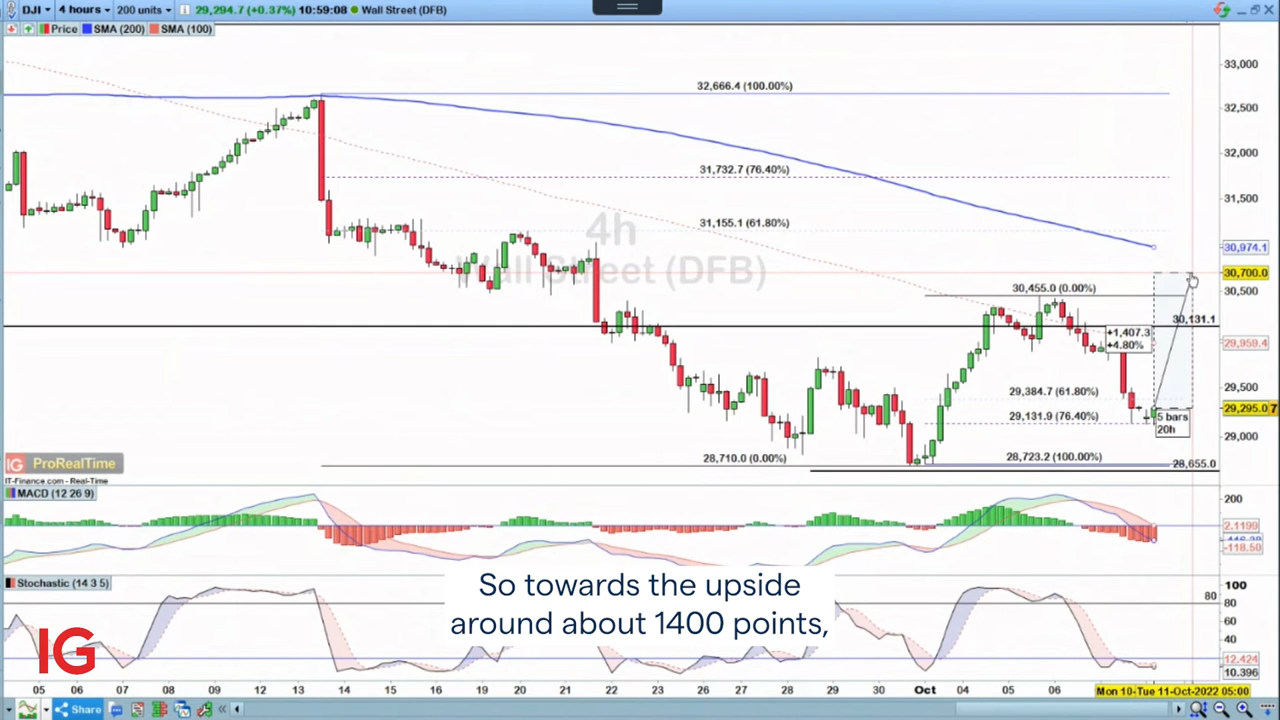 DJI 4 hours 200 units 29,294.7 (+0.37%) 10:59:08 Wall Street (DFB)
Price SMA (200) SMA (100)
33,000
32,666.4 (100.00%)
32,500
32,000
31,732.7 (76.40%)
31,500
31,155.1 (61.80%)
4h
Wall Street (DFB)
30,974.1
30,700.0
30,455.0 (0.00%)
30,500
30,131.1
+1,407.3
+4.80%
29,959.4
29,384.7 (61.80%)
29,500
29,295.0 7
29,131.9 (76.40%)
5 bars
20h
29,000
28,710.0 (0.00%)
28,723.2 (100.00%)
28,655.0
IG ProRealTime
IT-Finance.com - Real-Time
MACD (12 26 9)
200
2.1199
-118.50
Stochastic (14 3 5)
100
80
80
60
40
12.424
10.396
So towards the upside
around about 1400 points,
IG
05 06 07 08 09 12 13 14 15 16 19 20 21 22 23 26 27 28 29 30 Oct 04 05 06 Mon 10-Tue 11-Oct-2022 05:00
Share